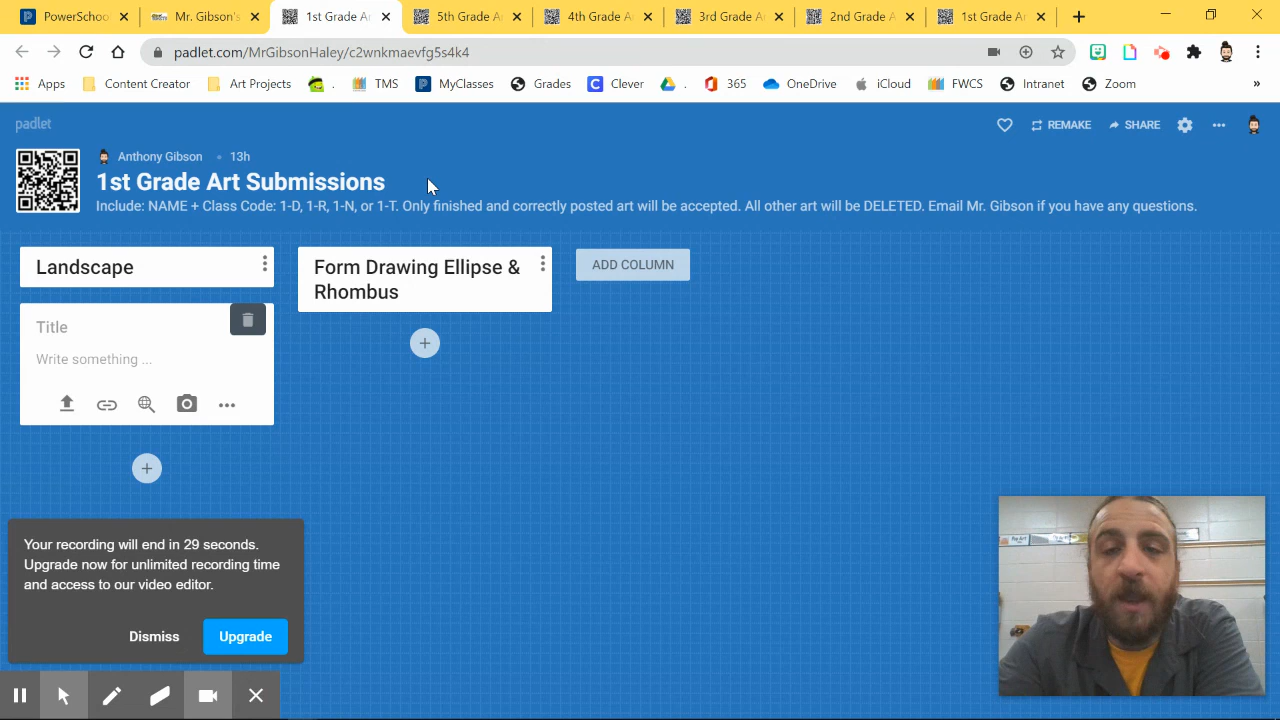 PowerSchoo
Mr. Gibson's
1st Grade Ar
5th Grade Ar
4th Grade Ar
3rd Grade Ar
2nd Grade A
1st Grade Ar
padlet.com/MrGibsonHaley/c2wnkmaevfg5s4k4
Apps
Content Creator
Art Projects
.
TMS
MyClasses
Grades
Clever
.
365
OneDrive
iCloud
FWCS
Intranet
Zoom
»
padlet
REMAKE
SHARE
Anthony Gibson • 13h
1st Grade Art Submissions
Include: NAME + Class Code: 1-D, 1-R, 1-N, or 1-T. Only finished and correctly posted art will be accepted. All other art will be DELETED. Email Mr. Gibson if you have any questions.
Landscape
Form Drawing Ellipse &
Rhombus
ADD COLUMN
Title
Write something ...
Your recording will end in 29 seconds.
Upgrade now for unlimited recording time
and access to our video editor.
Dismiss
Upgrade